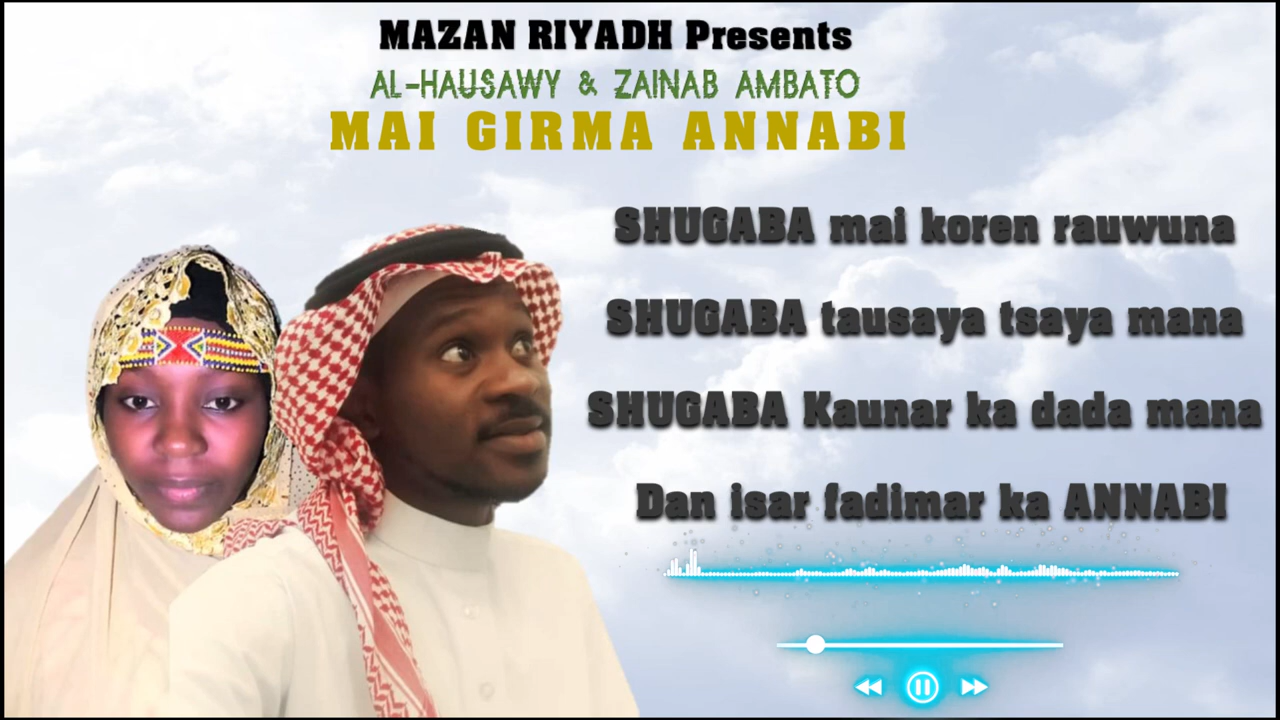 MAZAN RIYADH Presents
AL-HAUSAWY & ZAINAB AMBATO
MAI GIRMA ANNABI
SHUGABA mai koren rauwuna
SHUGABA tausaya tsaya mana
SHUGABA Kaunar ka dada mana
Dan isar fadimar ka ANNABI